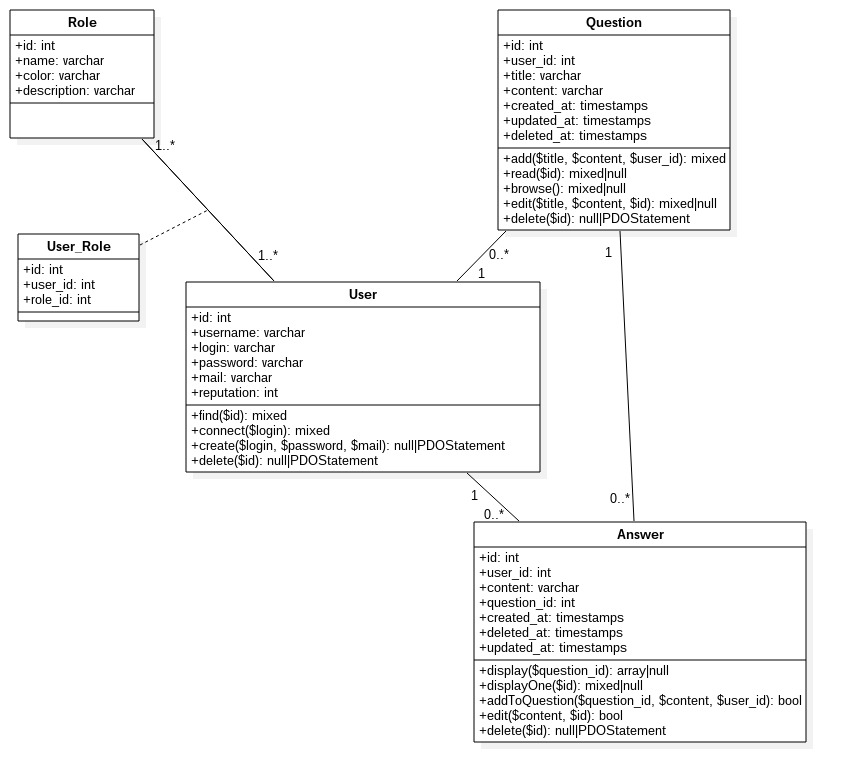 Role
+id: int
+name: varchar
+color: varchar
+description: varchar
1..*
Question
+id: int
+user_id: int
+title: varchar
+content: varchar
+created_at: timestamps
+updated_at: timestamps
+deleted_at: timestamps
+add($title, $content, $user_id): mixed
+read($id): mixed|null
+browse(): mixed|null
+edit($title, $content, $id): mixed|null
+delete($id): null|PDOStatement
User_Role
+id: int
+user_id: int
+role_id: int
1..*
0..*
1
1
User
+id: int
+username: varchar
+login: varchar
+password: varchar
+mail: varchar
+reputation: int
+find($id): mixed
+connect($login): mixed
+create($login, $password, $mail): null|PDOStatement
+delete($id): null|PDOStatement
1
0..*
0..*
Answer
+id: int
+user_id: int
+content: varchar
+question_id: int
+created_at: timestamps
+deleted_at: timestamps
+updated_at: timestamps
+display($question_id): array|null
+displayOne($id): mixed|null
+addToQuestion($question_id, $content, $user_id): bool
+edit($content, $id): bool
+delete($id): null|PDOStatement